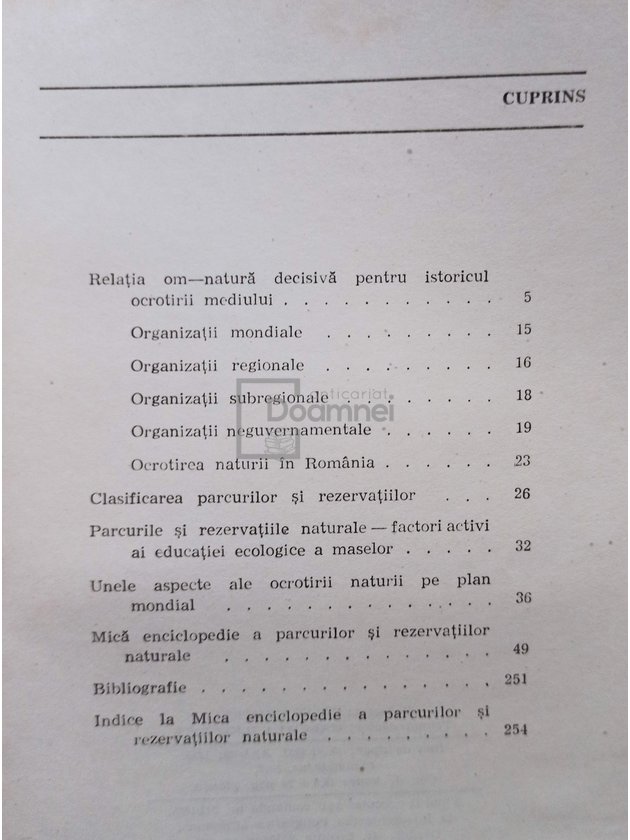 CUPRINS
Relația om—natură decisivă pentru istoricul
ocrotirii mediului . . . . . . . . . . . 5
Organizații mondiale . . . . . . . . . 15
Organizații regionale . . . . . . . . . 16
Organizații subregionale . . . . . . . . 18
anticariat
Doamnei
Organizații neguvernamentale . . . . . . 19
Ocrotirea naturii în România . . . . . . 23
Clasificarea parcurilor și rezervațiilor . . . 26
Parcurile și rezervațiile naturale — factori activi
ai educației ecologice a maselor . . . . . 32
Unele aspecte ale ocrotirii naturii pe plan
mondial . . . . . . . . . . . . . . 36
Mică enciclopedie a parcurilor și rezervațiilor
naturale . . . . . . . . . . . . . . 49
Bibliografie . . . . . . . . . . . . . . . 251
Indice la Mica enciclopedie a parcurilor și
rezervațiilor naturale . . . . . . . . . 254